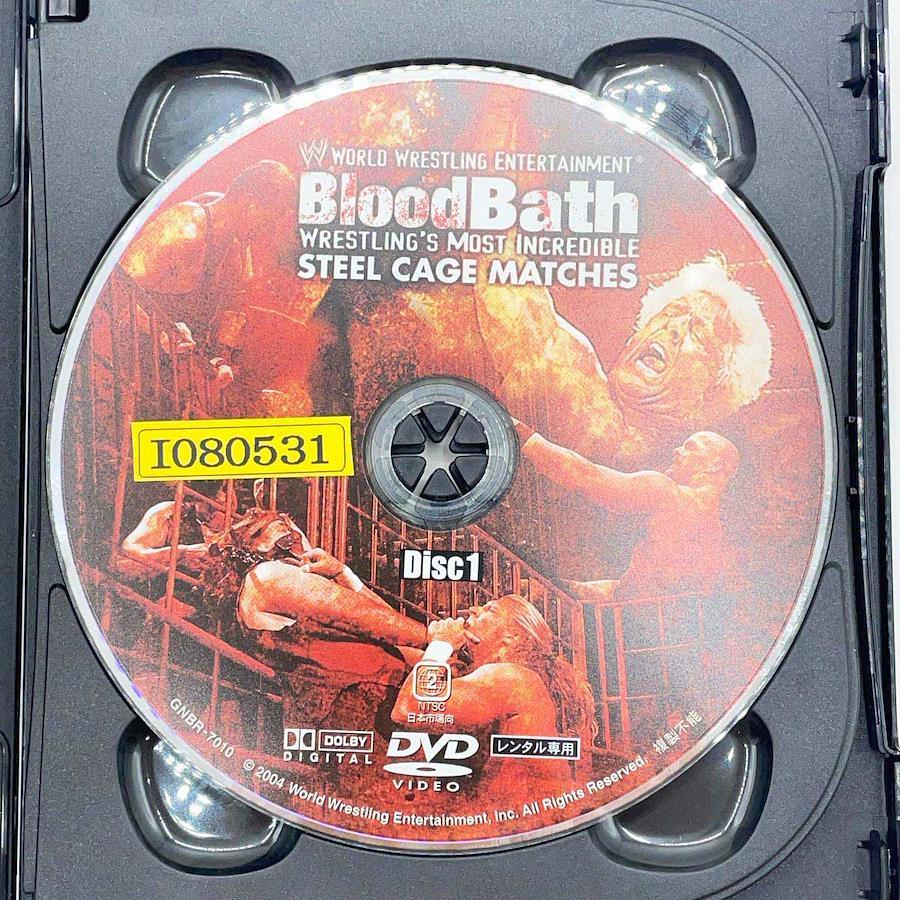 W WORLD WRESTLING ENTERTAINMENT®
BloodBath
WRESTLING'S MOST INCREDIBLE
STEEL CAGE MATCHES
I080531
Disc1
2
NTSC
日本市場向
GNBR-7010
DOLBY
DIGITAL
DVD
VIDEO
レンタル専用
© 2004 World Wrestling Entertainment, Inc. All Rights Reserved. 複製不能